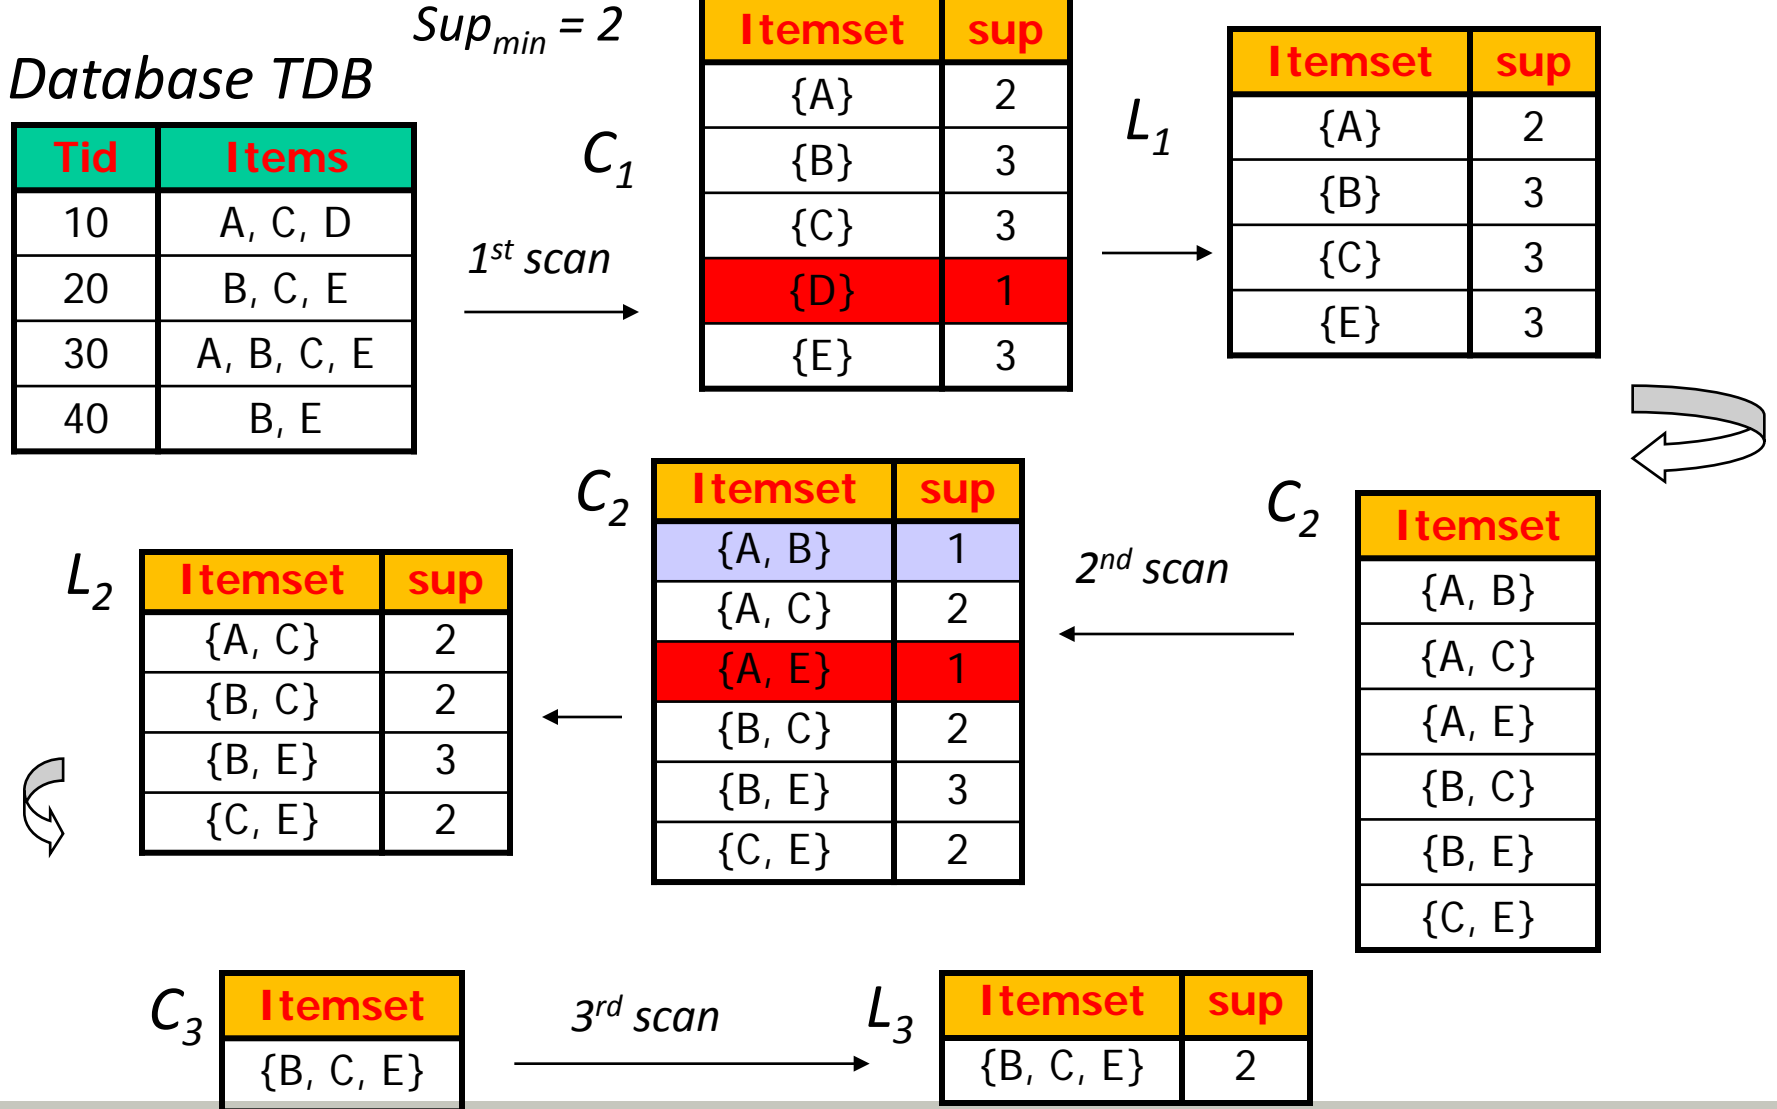 Sup_min = 2
Database TDB
Tid Items
10 A, C, D
20 B, C, E
30 A, B, C, E
40 B, E
1st scan
C1
Itemset sup
{A} 2
{B} 3
{C} 3
{D} 1
{E} 3
L1
Itemset sup
{A} 2
{B} 3
{C} 3
{E} 3
C2
Itemset
{A, B}
{A, C}
{A, E}
{B, C}
{B, E}
{C, E}
2nd scan
C2
Itemset sup
{A, B} 1
{A, C} 2
{A, E} 1
{B, C} 2
{B, E} 3
{C, E} 2
L2
Itemset sup
{A, C} 2
{B, C} 2
{B, E} 3
{C, E} 2
C3
Itemset
{B, C, E}
3rd scan
L3
Itemset sup
{B, C, E} 2